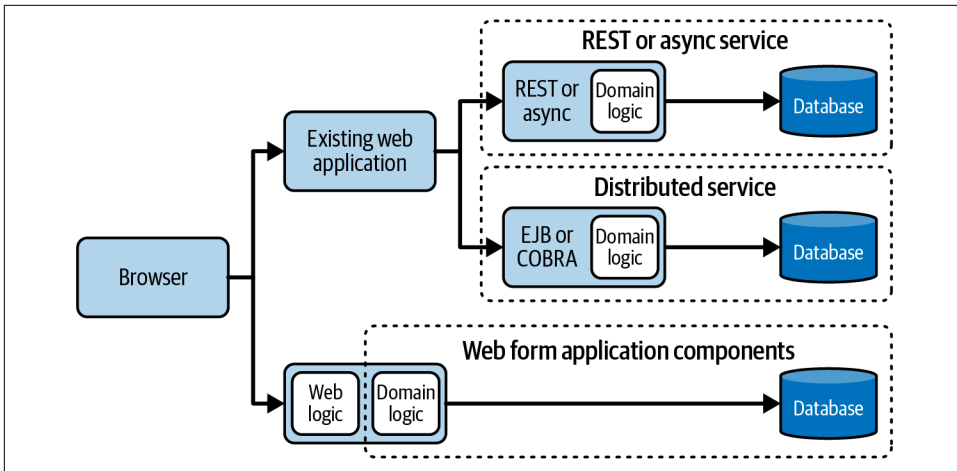 REST or async service
REST or
async
Domain
logic
Database
Existing web
application
Distributed service
EJB or
COBRA
Domain
logic
Database
Browser
Web form application components
Web
logic
Domain
logic
Database